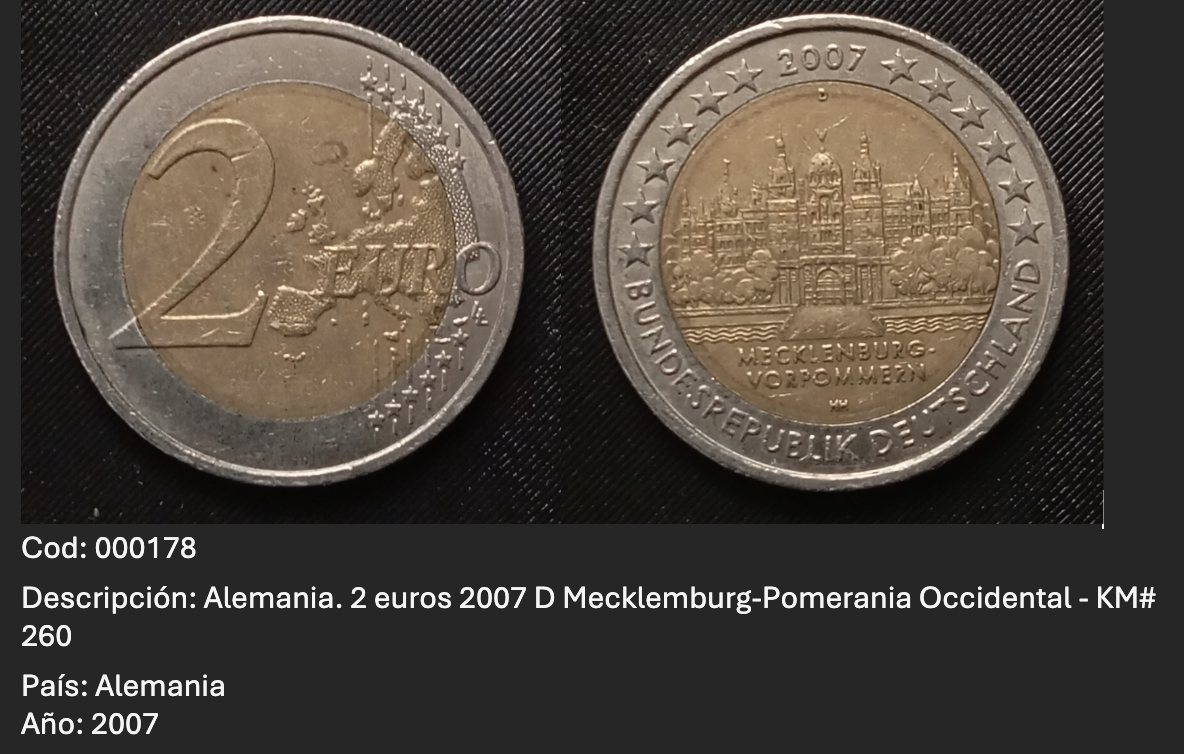 2 EURO
LL
2007
D
MECKLENBURG-
VORPOMMERN
HH
BUNDESREPUBLIK DEUTSCHLAND
Cod: 000178
Descripción: Alemania. 2 euros 2007 D Mecklemburg-Pomerania Occidental - KM#
260
País: Alemania
Año: 2007